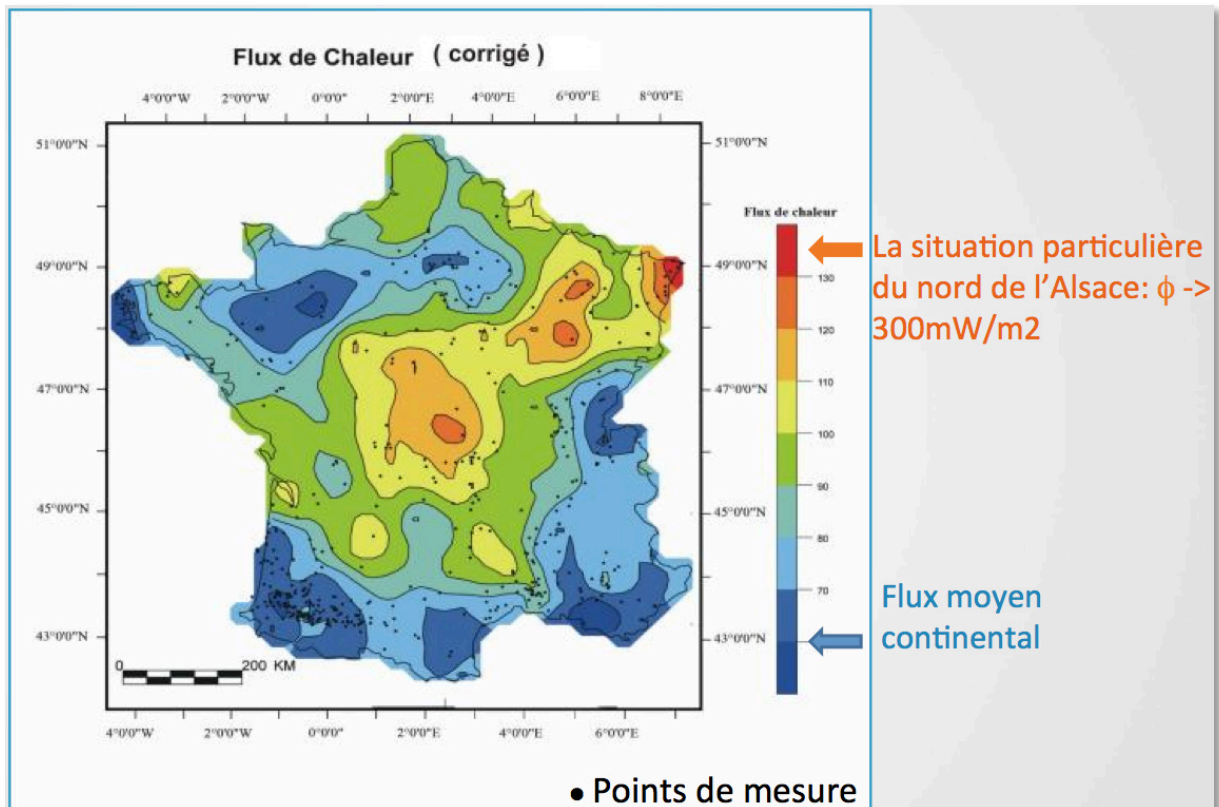 Flux de Chaleur ( corrigé )
4°0'0"W 2°0'0"W 0°0'0" 2°0'0"E 4°0'0"E 6°0'0"E 8°0'0"E
51°0'0"N 51°0'0"N
Flux de chaleur
La situation particulière
du nord de l'Alsace: ϕ ->
300mW/m2
49°0'0"N 49°0'0"N
130
120
110
47°0'0"N 47°0'0"N
100
90
45°0'0"N 45°0'0"N
80
70
Flux moyen
continental
43°0'0"N 43°0'0"N
0 200 KM
4°0'0"W 2°0'0"W 0°0'0" 2°0'0"E 4°0'0"E 6°0'0"E
• Points de mesure